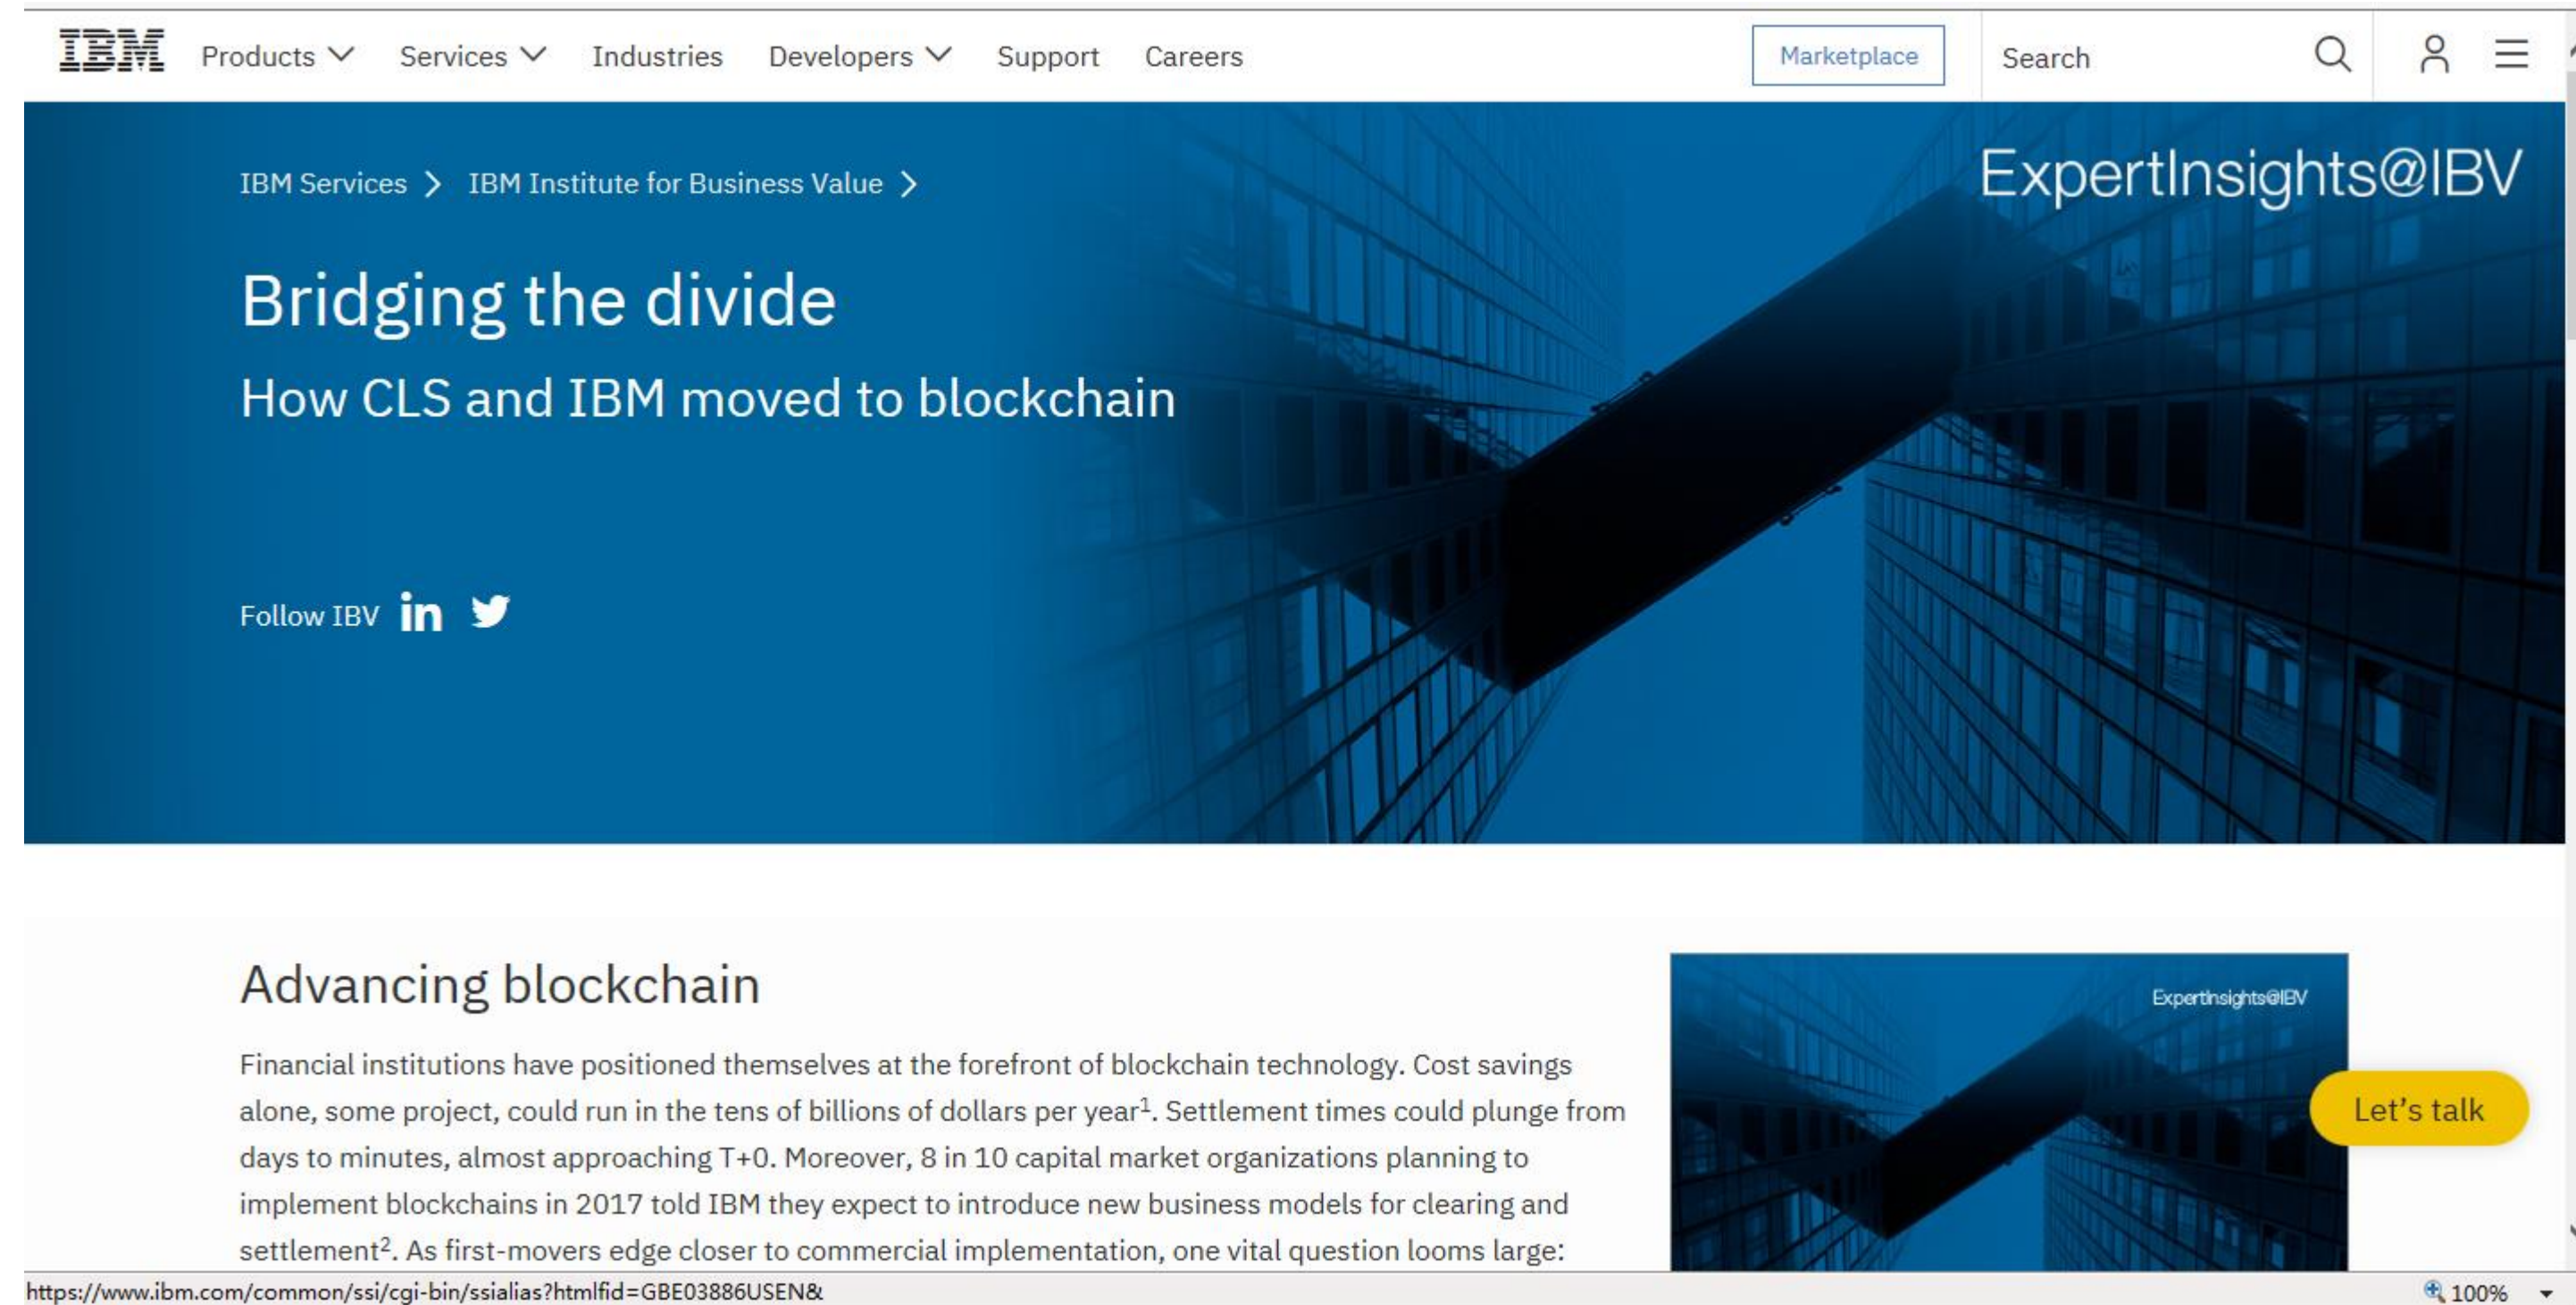 IBM Products Services Industries Developers Support Careers Marketplace Search
ExpertInsights@IBV
IBM Services > IBM Institute for Business Value >
Bridging the divide
How CLS and IBM moved to blockchain
Follow IBV in
Advancing blockchain
Financial institutions have positioned themselves at the forefront of blockchain technology. Cost savings
alone, some project, could run in the tens of billions of dollars per year¹. Settlement times could plunge from
days to minutes, almost approaching T+0. Moreover, 8 in 10 capital market organizations planning to
implement blockchains in 2017 told IBM they expect to introduce new business models for clearing and
settlement². As first-movers edge closer to commercial implementation, one vital question looms large:
ExpertInsights@IBV
Let's talk
https://www.ibm.com/common/ssi/cgi-bin/ssialias?htmlfid=GBE03886USEN&
100%